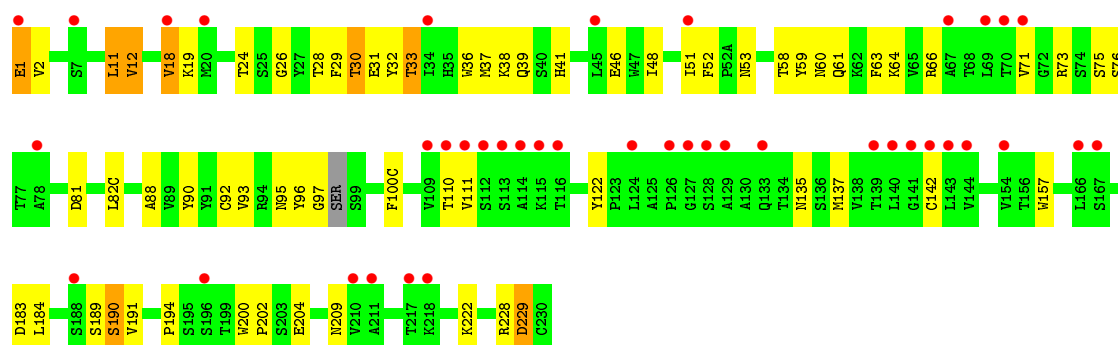 E1 V2 S7 L11 V12 V18 K19 M20 T24 S25 G26 Y27 T28 F29 T30 E31 Y32 T33 I34 H35 W36 M37 K38 Q39 S40 H41 L45 E46 W47 I48 I51 F52 P52A N53 T58 Y59 N60 Q61 K62 F63 K64 V65 R66 A67 T68 L69 T70 V71 G72 R73 S74 S75 S76
T77 A78 D81 L82C A88 V89 Y90 Y91 C92 V93 R94 N95 Y96 G97 SER S99 F100C V109 T110 V111 S112 S113 A114 K115 T116 Y122 P123 L124 A125 P126 G127 S128 A129 A130 Q133 T134 N135 S136 M137 V138 T139 L140 G141 C142 L143 V144 V154 T156 W157 L166 S167
D183 L184 S188 S189 S190 V191 P194 S195 S196 T199 W200 P202 S203 E204 N209 V210 A211 T217 K218 K222 R228 D229 C230